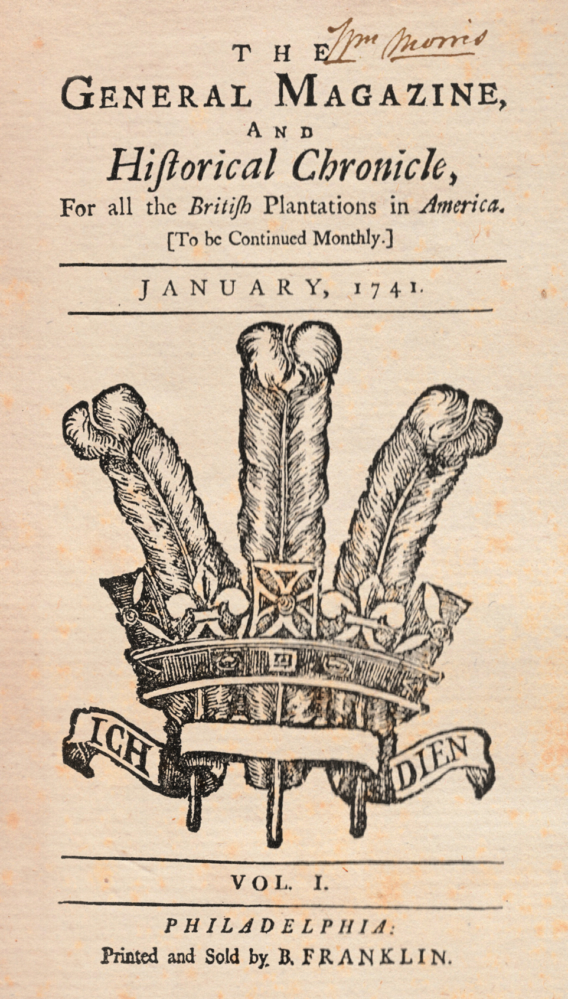 Wm Morris
THE
GENERAL MAGAZINE,
AND
Hiſtorical Chronicle,
For all the Britiſh Plantations in America.
[To be Continued Monthly.]
JANUARY, 1741.
ICH DIEN
VOL. I.
PHILADELPHIA:
Printed and Sold by B. FRANKLIN.